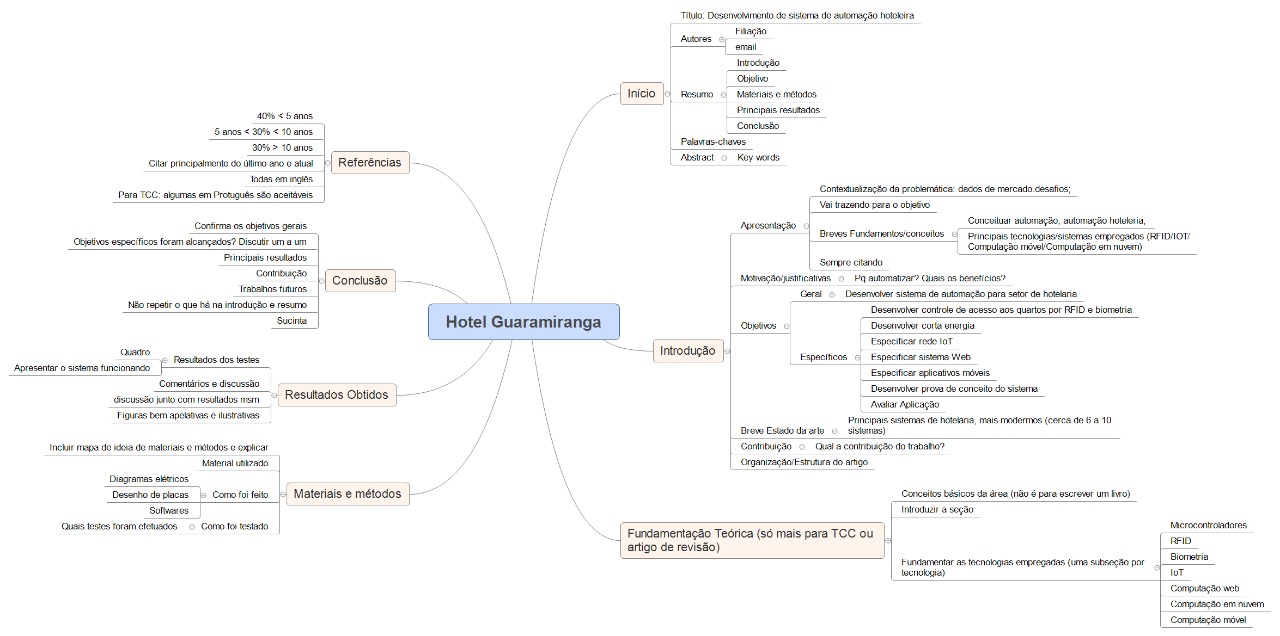 Hotel Guaramiranga
Início
Título: Desenvolvimento de sistema de automação hoteleira
Autores
Filiação
email
Resumo
Introdução
Objetivo
Materiais e métodos
Principais resultados
Conclusão
Palavras-chaves
Abstract
Key words
Introdução
Apresentação
Contextualização da problemática: dados de mercado.desafios;
Vai trazendo para o objetivo
Breves Fundamentos/conceitos
Conceituar automação, automação hoteleria,
Principais tecnologias/sistemas empregados (RFID/IOT/
Computação móvel/Computação em nuvem)
Sempre citando
Motivação/justificativas
Pq automatizar? Quais os benefícios?
Objetivos
Geral
Desenvolver sistema de automação para setor de hotelaria
Específicos
Desenvolver controle de acesso aos quartos por RFID e biometria
Desenvolver corta energia
Especificar rede IoT
Especificar sistema Web
Especificar aplicativos móveis
Desenvolver prova de conceito do sistema
Avaliar Aplicação
Breve Estado da arte
Principais sistemas de hotelaria, mais modermos (cerca de 6 a 10
sistemas)
Contribuição
Qual a contribuição do trabalho?
Organização/Estrutura do artigo
Fundamentação Teórica (só mais para TCC ou
artigo de revisão)
Conceitos básicos da área (não é para escrever um livro)
Introduzir a seção
Fundamentar as tecnologias empregadas (uma subseção por
tecnologia)
Microcontroladores
RFID
Biometria
IoT
Computação web
Computação em nuvem
Computação móvel
Referências
40% < 5 anos
5 anos < 30% < 10 anos
30% > 10 anos
Citar principalmente do último ano e atual
Todas em inglês
Para TCC: algumas em Protuguês são aceitáveis
Conclusão
Confirma os objetivos gerais
Objetivos específicos foram alcançados? Discutir um a um
Principais resultados
Contribuição
Trabalhos futuros
Não repetir o que há na introdução e resumo
Sucinta
Resultados Obtidos
Resultados dos testes
Quadro
Apresentar o sistema funcionando
Comentários e discussão
discussão junto com resultados msm
Figuras bem apelativas e ilustrativas
Materiais e métodos
Incluir mapa de ideia de materiais e métodos e explicar
Material utilizado
Como foi feito
Diagramas elétricos
Desenho de placas
Softwares
Como foi testado
Quais testes foram efetuados